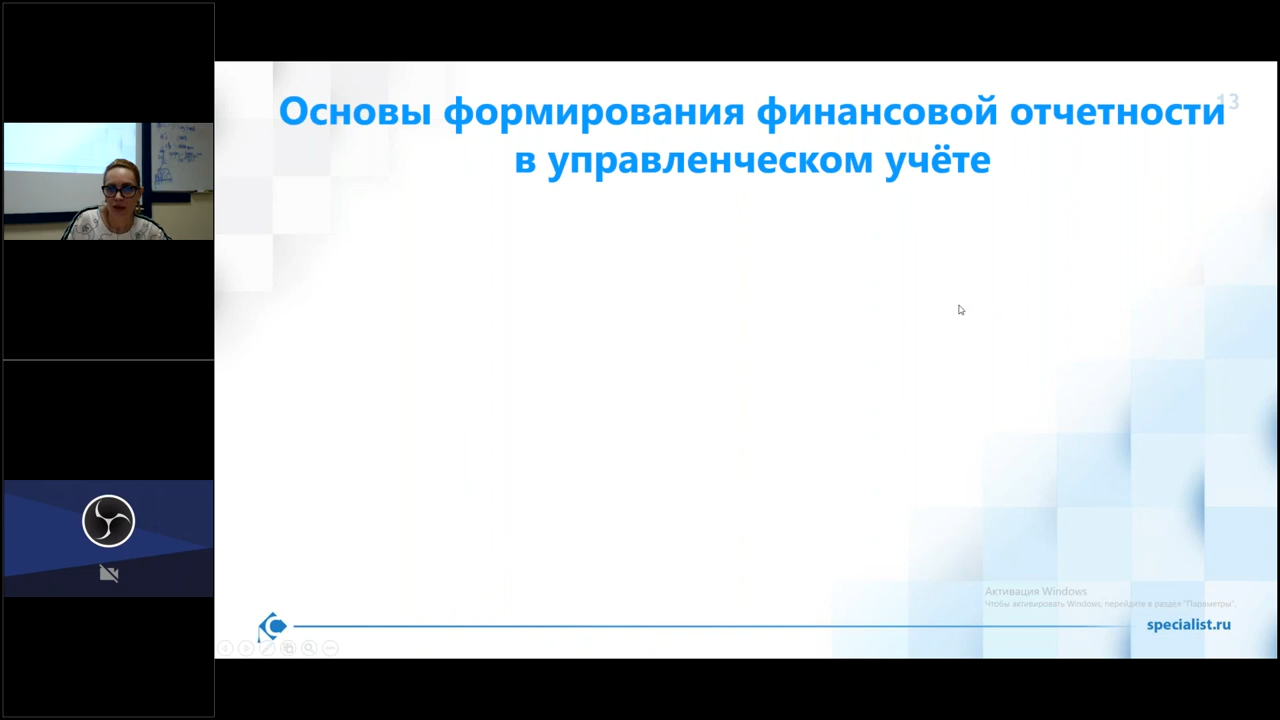 Основы формирования финансовой отчетности
13
в управленческом учёте
Активация Windows
Чтобы активировать Windows, перейдите в раздел "Параметры".
specialist.ru